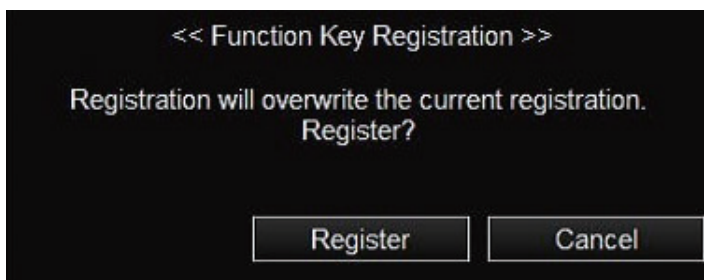 << Function Key Registration >>
Registration will overwrite the current registration.
Register?
Register
Cancel